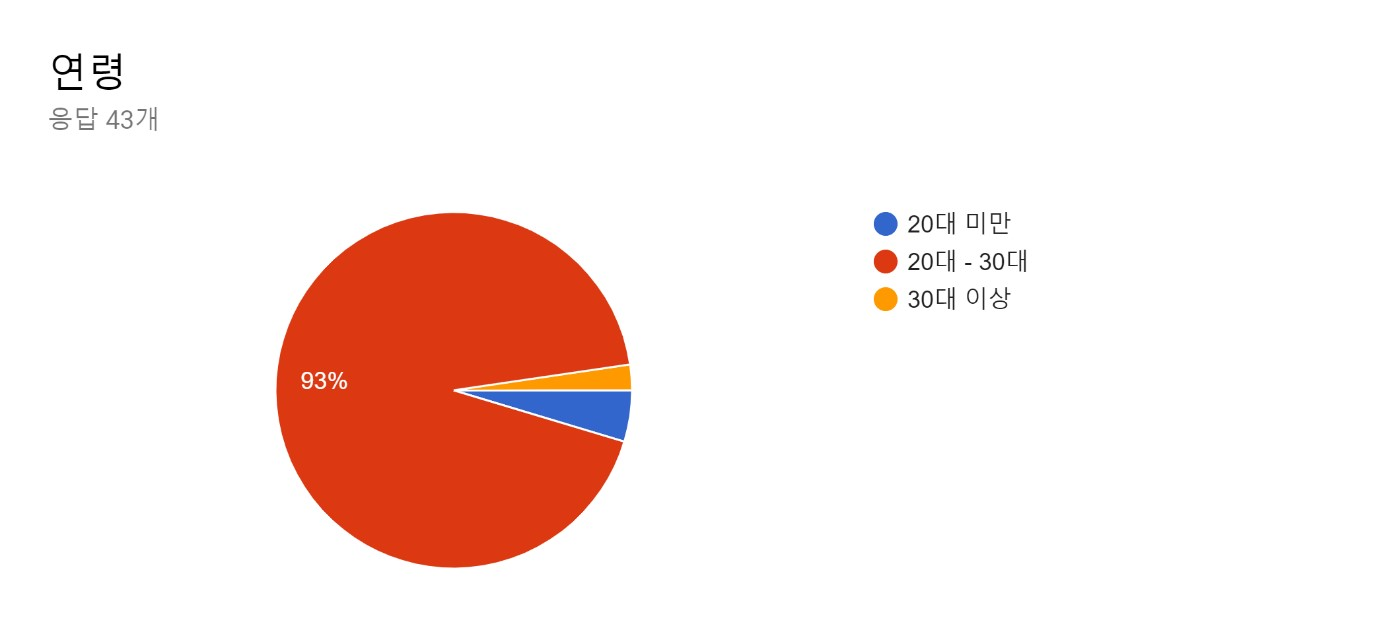 연령
응답 43개
20대 미만
20대 - 30대
30대 이상
93%